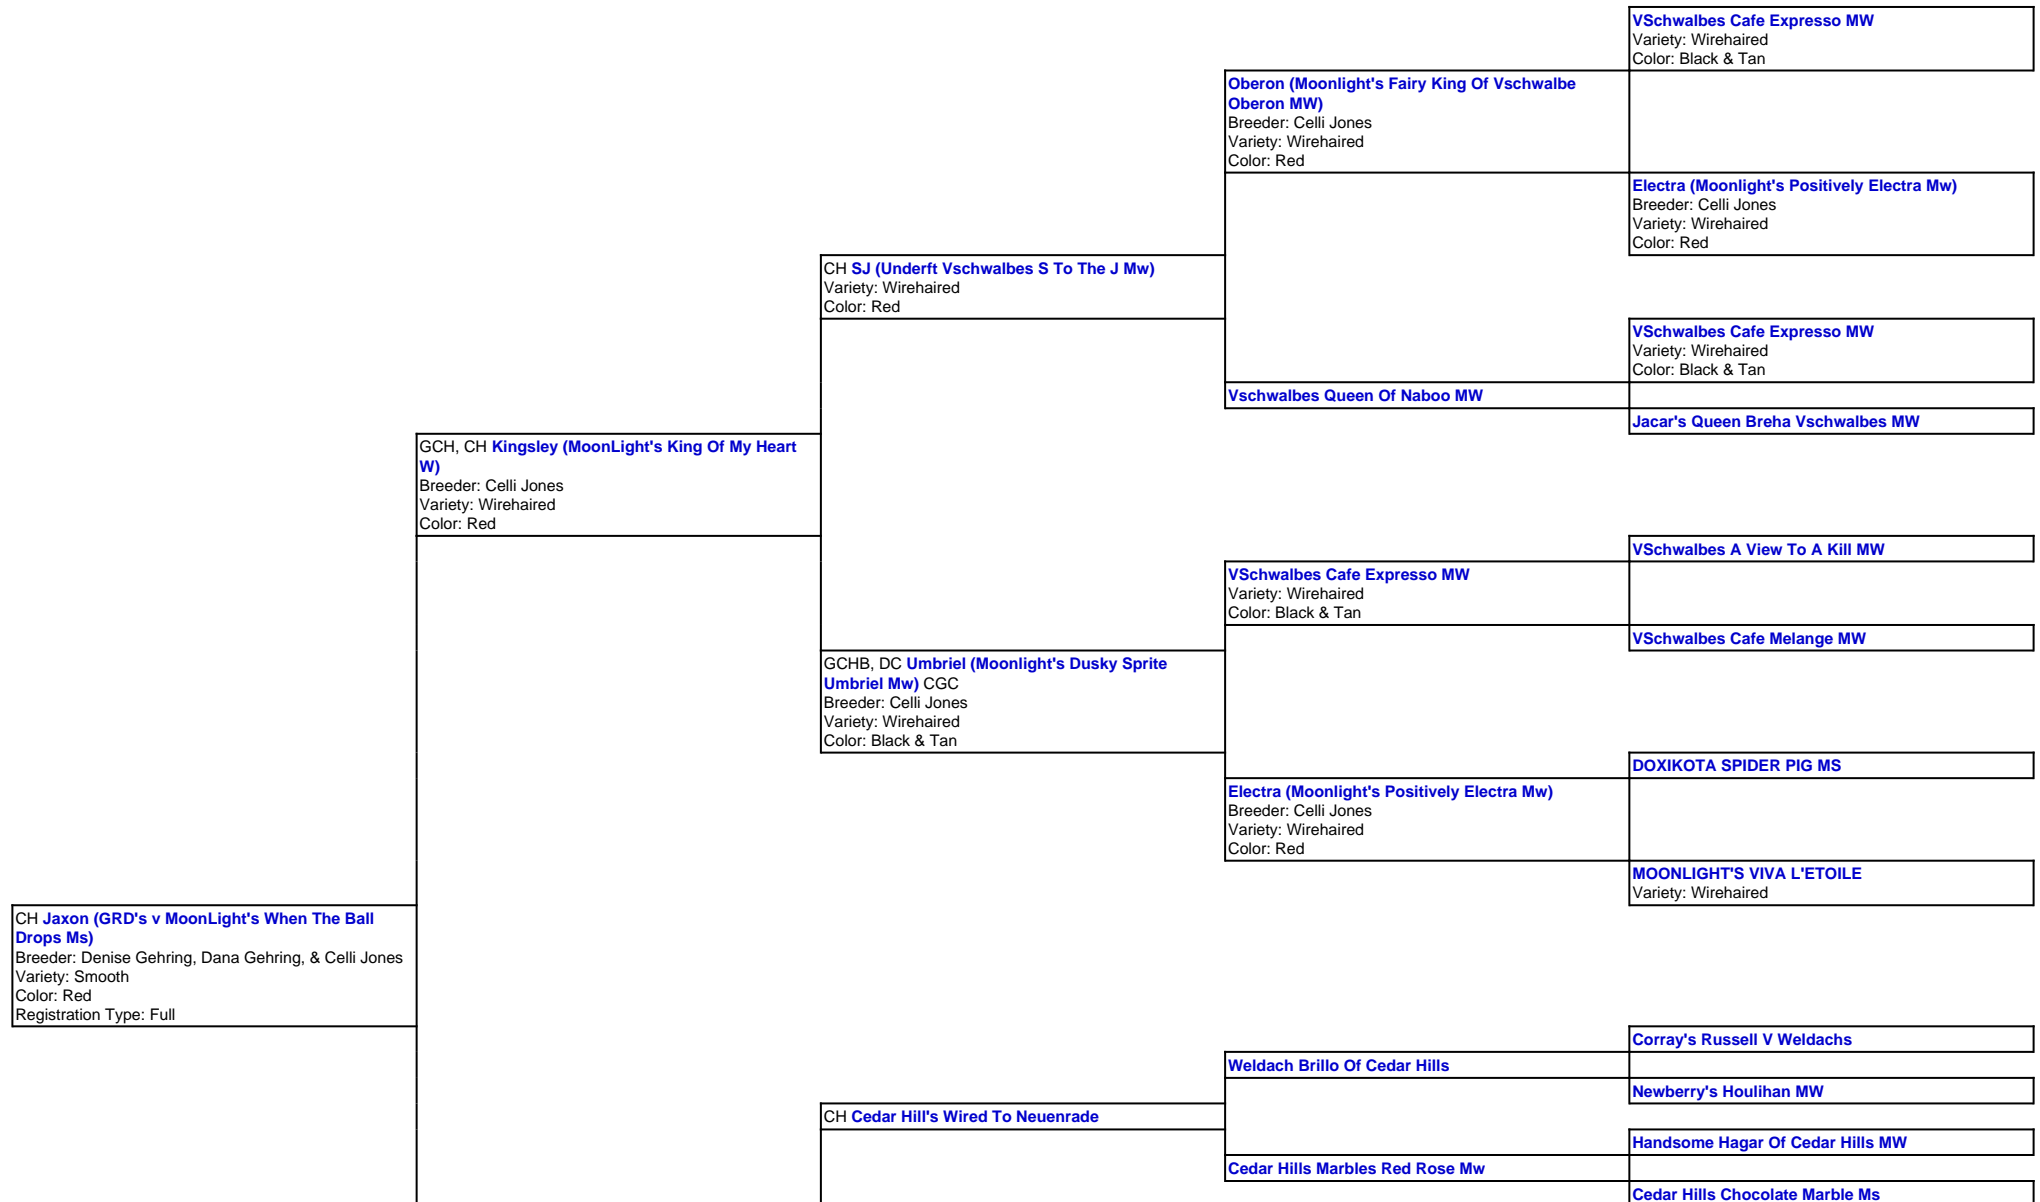 VSchwalbes Cafe Expresso MW
Variety: Wirehaired
Color: Black & Tan
Oberon (Moonlight's Fairy King Of Vschwalbe
Oberon MW)
Breeder: Celli Jones
Variety: Wirehaired
Color: Red
Electra (Moonlight's Positively Electra Mw)
Breeder: Celli Jones
Variety: Wirehaired
Color: Red
CH SJ (Underft Vschwalbes S To The J Mw)
Variety: Wirehaired
Color: Red
VSchwalbes Cafe Expresso MW
Variety: Wirehaired
Color: Black & Tan
Vschwalbes Queen Of Naboo MW
Jacar's Queen Breha Vschwalbes MW
GCH, CH Kingsley (MoonLight's King Of My Heart
W)
Breeder: Celli Jones
Variety: Wirehaired
Color: Red
VSchwalbes A View To A Kill MW
VSchwalbes Cafe Expresso MW
Variety: Wirehaired
Color: Black & Tan
VSchwalbes Cafe Melange MW
GCHB, DC Umbriel (Moonlight's Dusky Sprite
Umbriel Mw) CGC
Breeder: Celli Jones
Variety: Wirehaired
Color: Black & Tan
DOXIKOTA SPIDER PIG MS
Electra (Moonlight's Positively Electra Mw)
Breeder: Celli Jones
Variety: Wirehaired
Color: Red
MOONLIGHT'S VIVA L'ETOILE
Variety: Wirehaired
CH Jaxon (GRD's v MoonLight's When The Ball
Drops Ms)
Breeder: Denise Gehring, Dana Gehring, & Celli Jones
Variety: Smooth
Color: Red
Registration Type: Full
Corray's Russell V Weldachs
Weldach Brillo Of Cedar Hills
Newberry's Houlihan MW
CH Cedar Hill's Wired To Neuenrade
Handsome Hagar Of Cedar Hills MW
Cedar Hills Marbles Red Rose Mw
Cedar Hills Chocolate Marble Ms